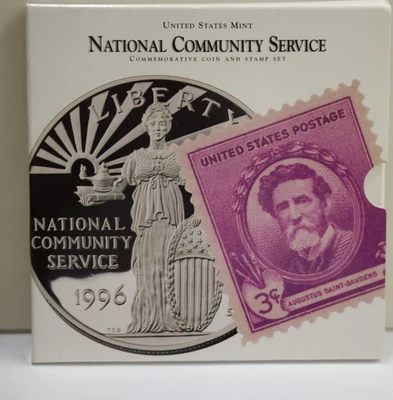 UNITED STATES MINT
NATIONAL COMMUNITY SERVICE
COMMEMORATIVE COIN AND STAMP SET
LIBERTY
NATIONAL
COMMUNITY
SERVICE
1996
S
UNITED STATES POSTAGE
3¢
AUGUSTUS SAINT-GAUDENS